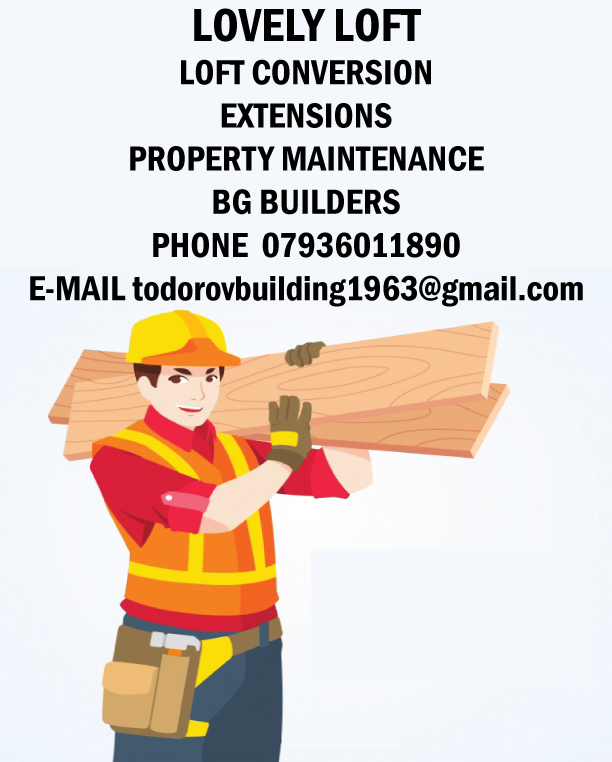 LOVELY LOFT
LOFT CONVERSION
EXTENSIONS
PROPERTY MAINTENANCE
BG BUILDERS
PHONE 07936011890
E-MAIL todorovbuilding1963@gmail.com